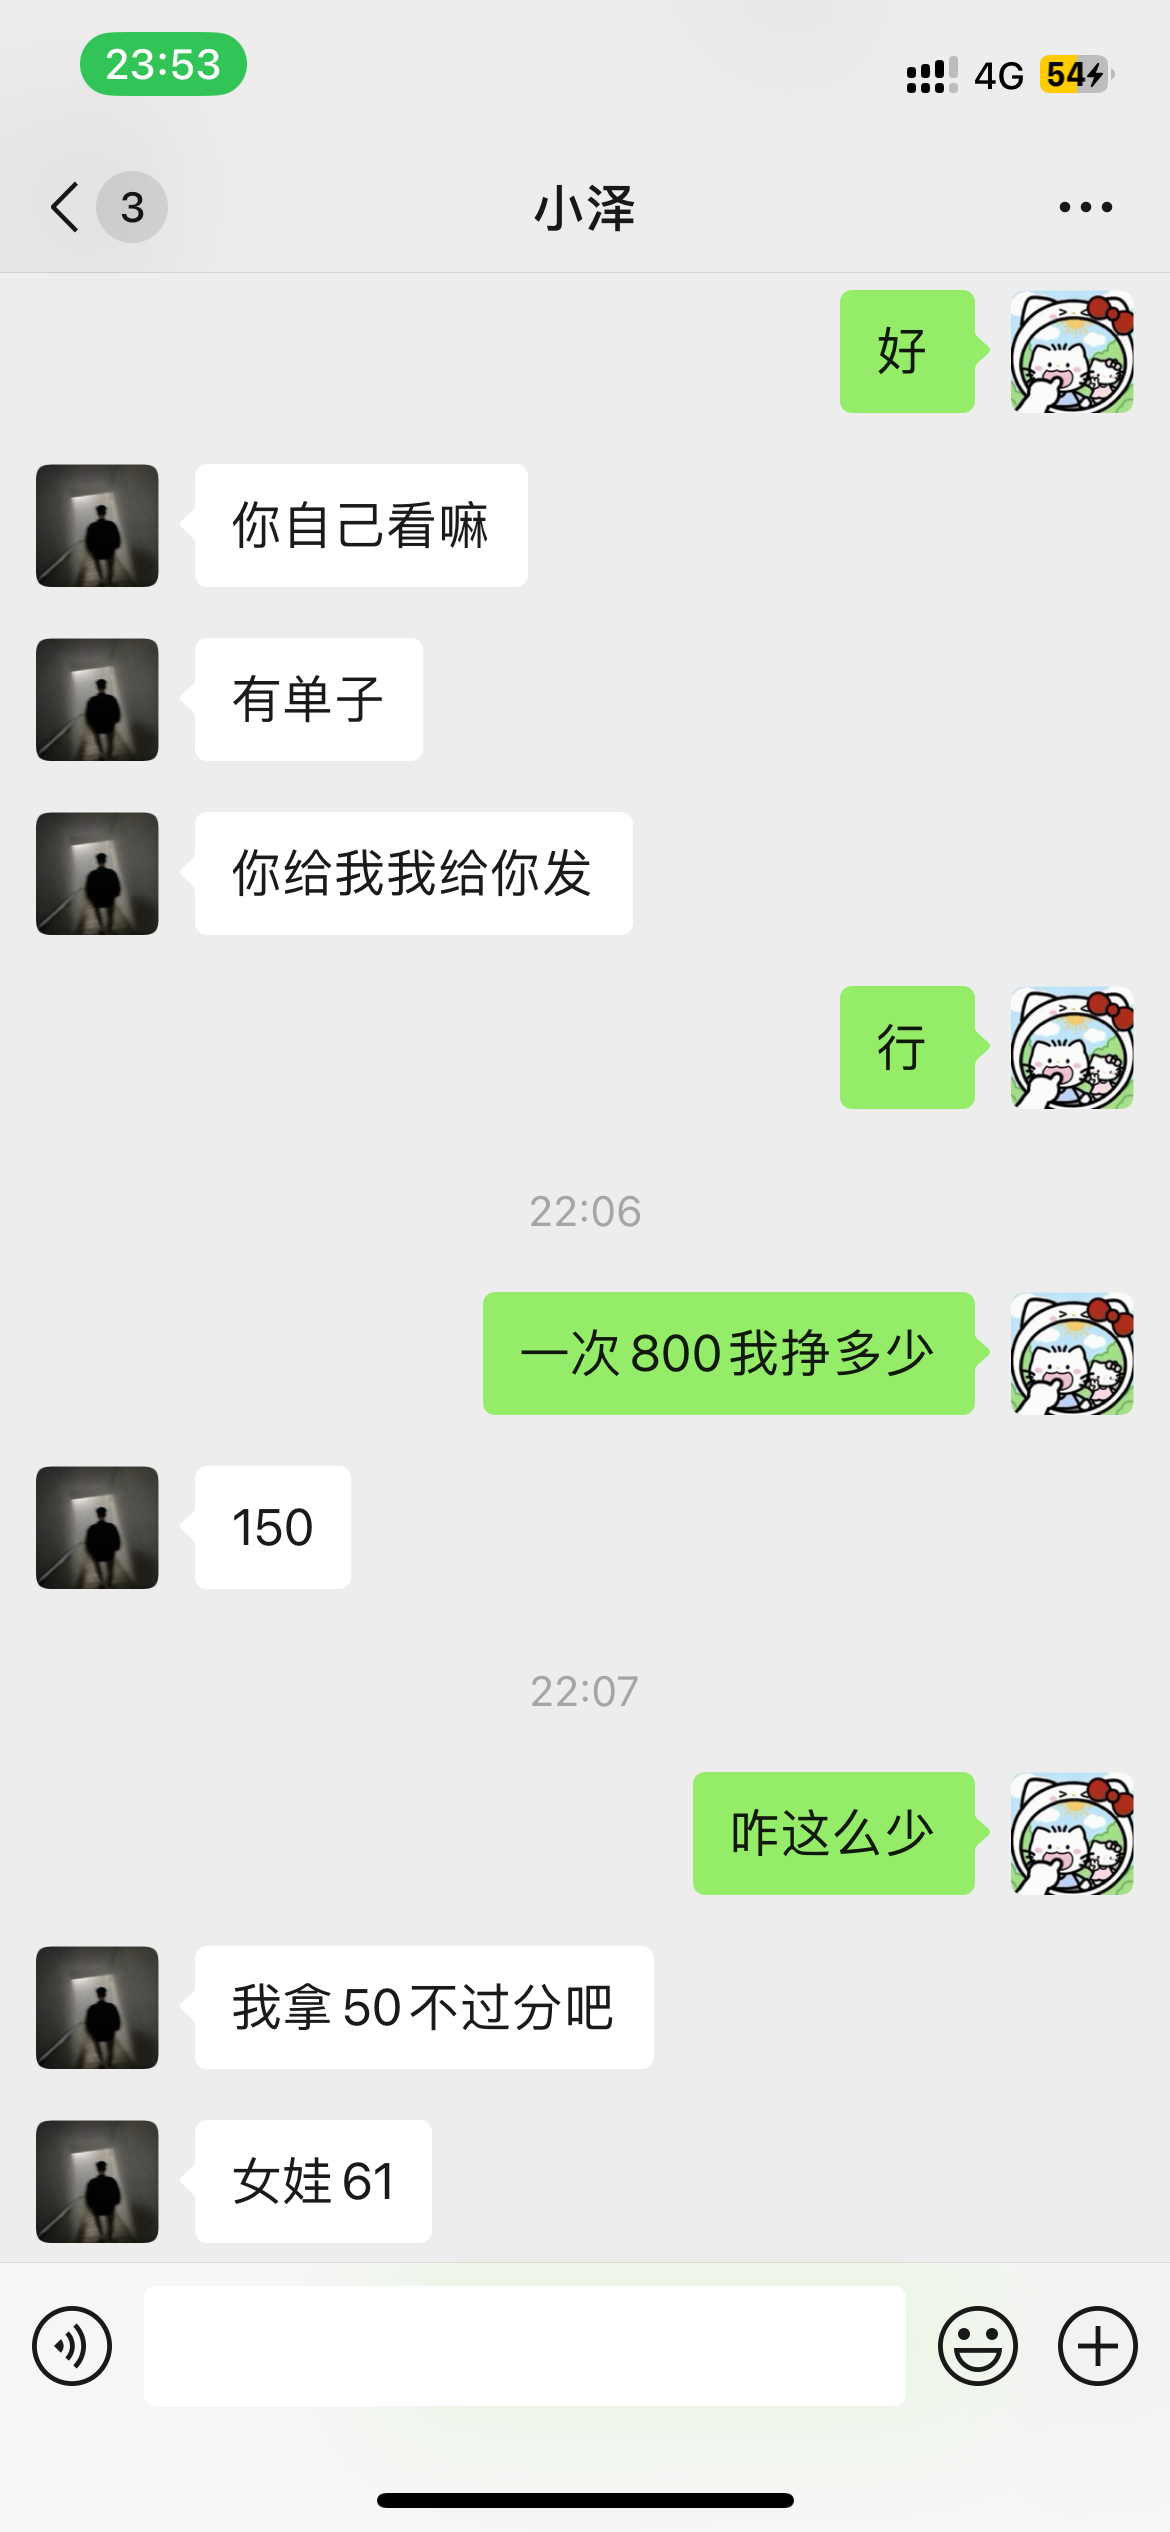 23:53
4G
54
3
小泽
好
你自己看嘛
有单子
你给我我给你发
行
22:06
一次800我挣多少
150
22:07
咋这么少
我拿50不过分吧
女娃61